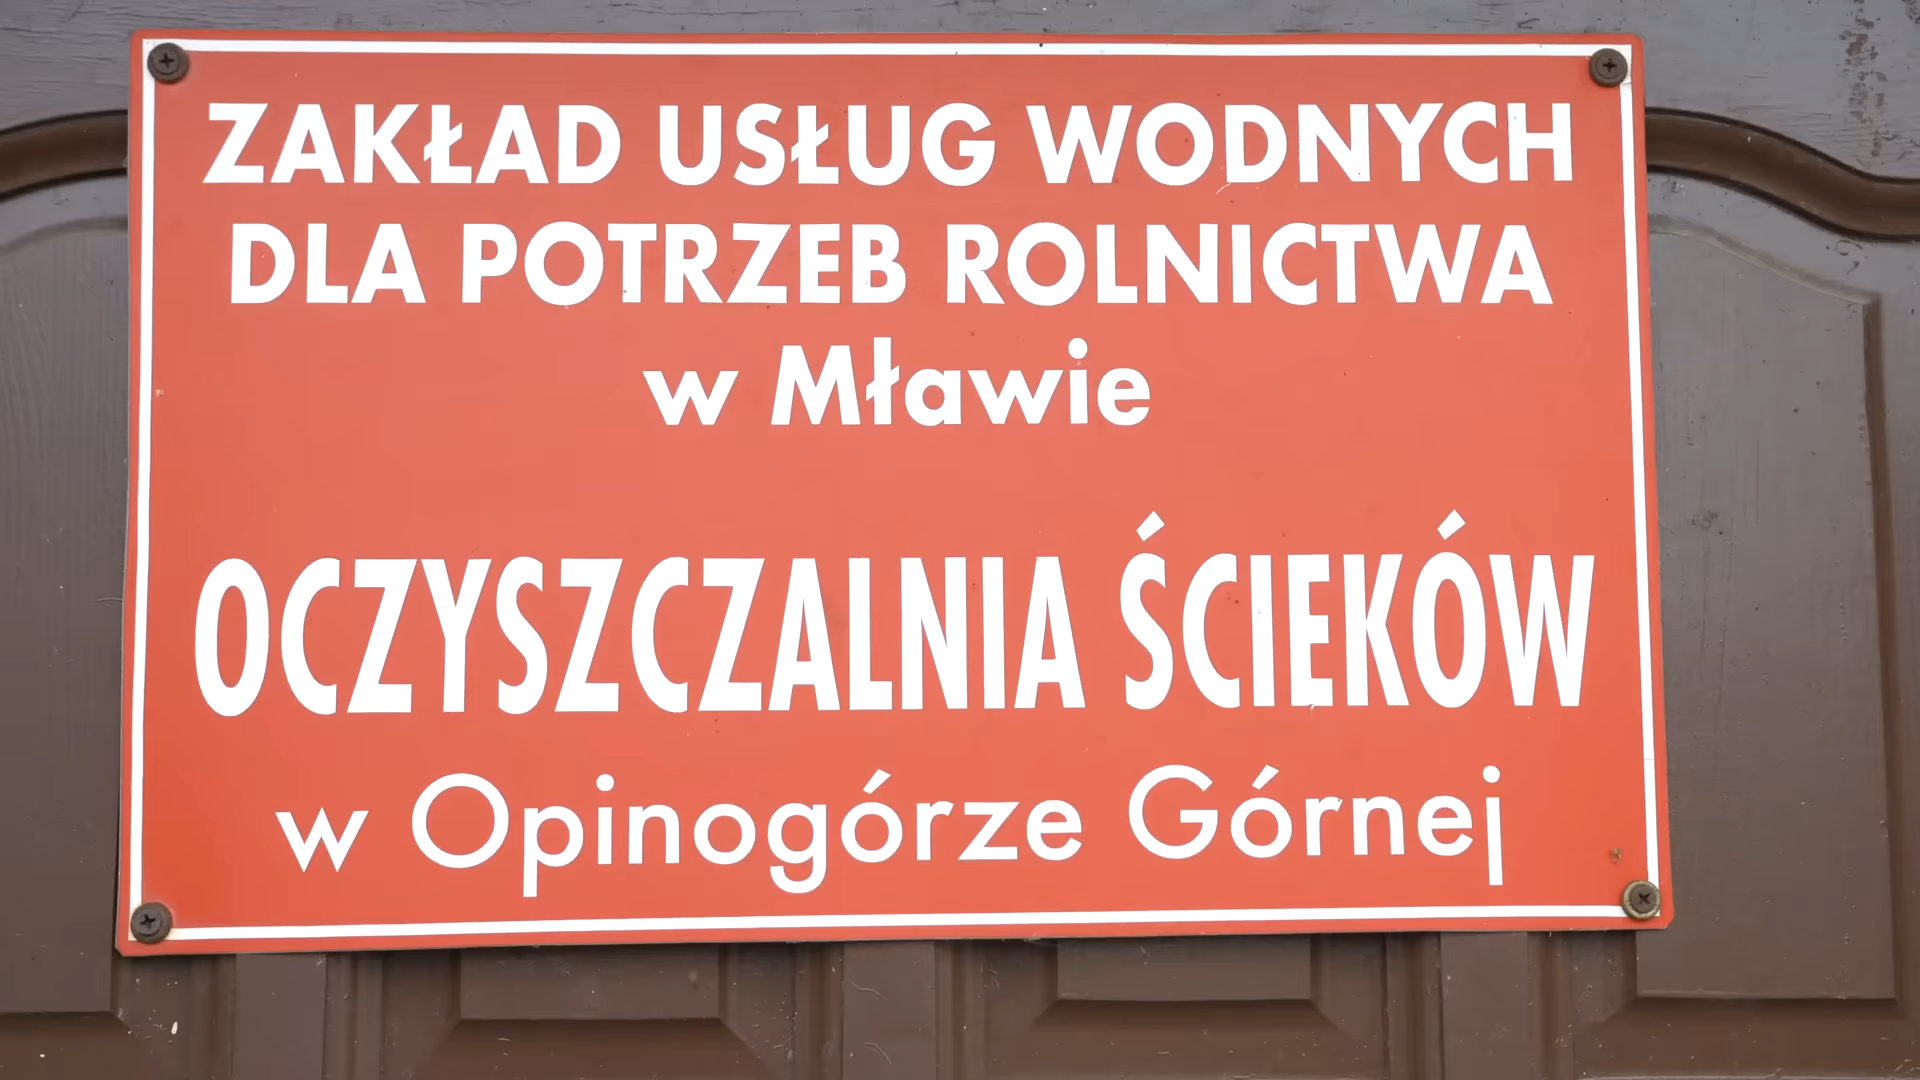 ZAKŁAD USŁUG WODNYCH
DLA POTRZEB ROLNICTWA
w Mławie
OCZYSZCZALNIA ŚCIEKÓW
w Opinogórze Górnej